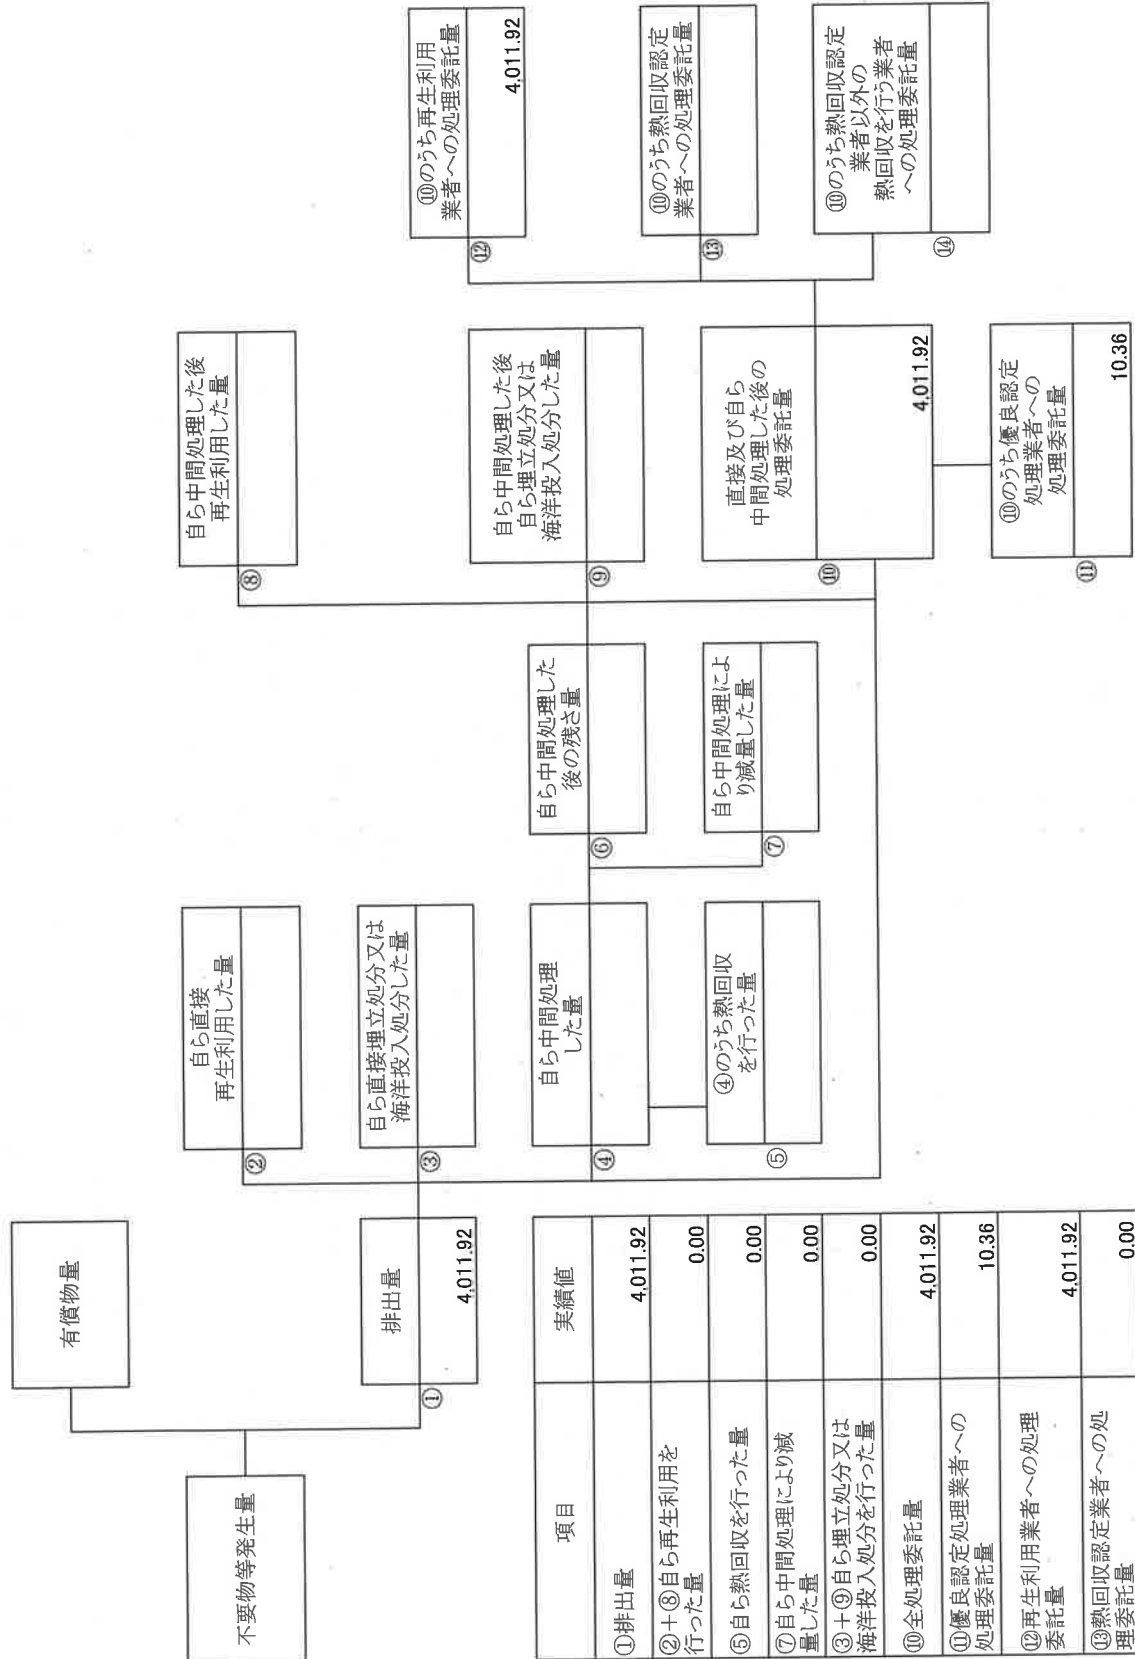 不要物等発生量
有償物量
①
排出量
4,011.92
②
自ら直接
再生利用した量
③
自ら直接埋立処分又は
海洋投入処分した量
④
自ら中間処理
した量
⑤
④のうち熱回収
を行った量
⑥
自ら中間処理した
後の残さ量
⑦
自ら中間処理によ
り減量した量
⑧
自ら中間処理した後
再生利用した量
⑨
自ら中間処理した後
自ら埋立処分又は
海洋投入処分した量
⑩
直接及び自ら
中間処理した後の
処理委託量
4,011.92
⑪
⑩のうち優良認定
処理業者への
処理委託量
10.36
⑫
⑩のうち再生利用
業者への処理委託量
4,011.92
⑬
⑩のうち熱回収認定
業者への処理委託量
⑭
⑩のうち熱回収認定
業者以外の
熱回収を行う業者
への処理委託量
項目 実績値
①排出量 4,011.92
②+⑧自ら再生利用を
行った量 0.00
⑤自ら熱回収を行った量 0.00
⑦自ら中間処理により減
量した量 0.00
③+⑨自ら埋立処分又は
海洋投入処分を行った量 0.00
⑩全処理委託量 4,011.92
⑪優良認定処理業者への
処理委託量 10.36
⑫再生利用業者への処理
委託量 4,011.92
⑬熱回収認定業者への処
理委託量 0.00